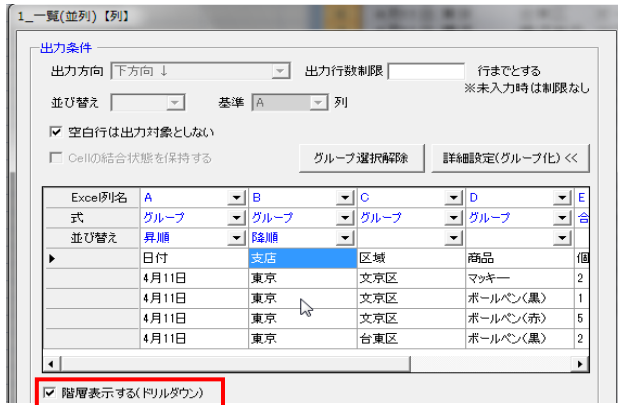 1_一覧(並列)【列】
出力条件
出力方向 下方向 ↓ 出力行数制限 行までとする
※未入力時は制限なし
並び替え 基準 A 列
空白行は出力対象としない
Cellの結合状態を保持する グループ選択解除 詳細設定(グループ化) <<
Excel列名 A B C D E
式 グループ グループ グループ グループ 合
並び替え 昇順 降順
日付 支店 区域 商品 個
4月11日 東京 文京区 マッキー 2
4月11日 東京 文京区 ボールペン(黒) 1
4月11日 東京 文京区 ボールペン(赤) 5
4月11日 東京 台東区 ボールペン(黒) 2
階層表示する(ドリルダウン)